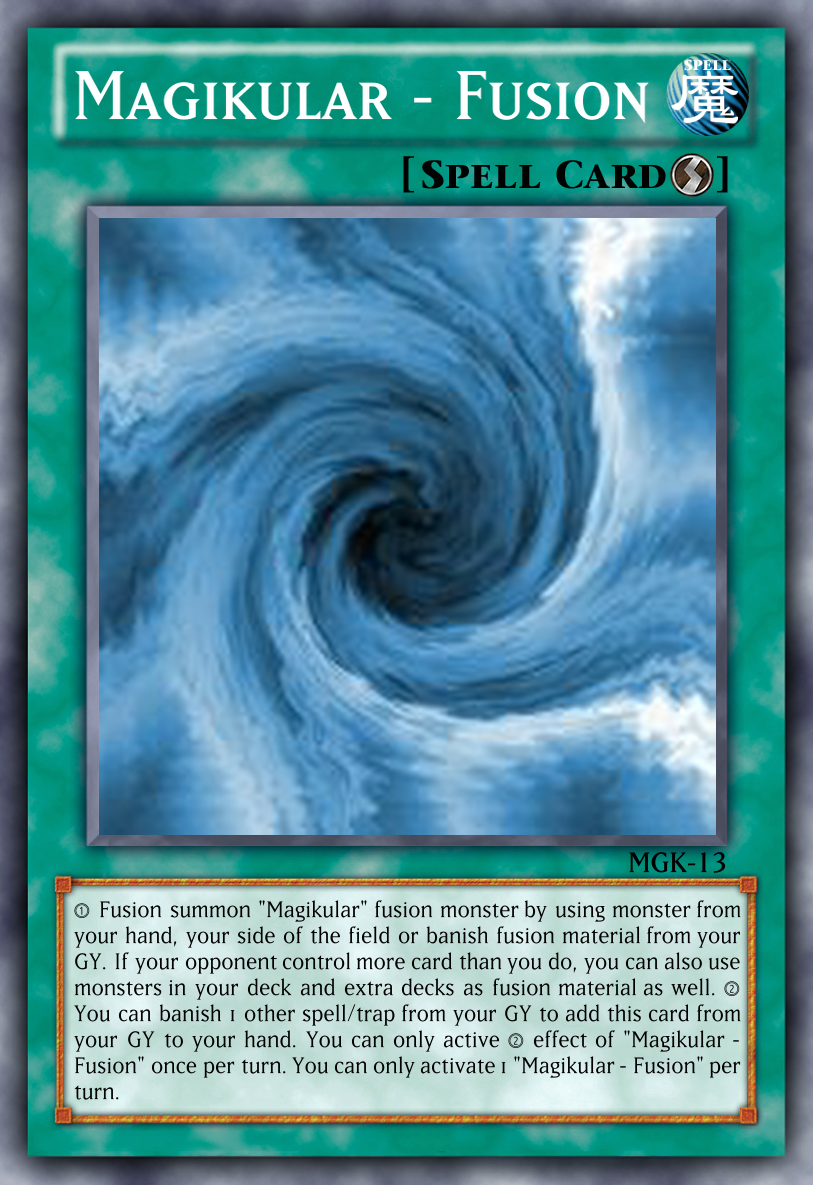 Magikular - Fusion
SPELL
魔
[Spell Card]
MGK-13
① Fusion summon "Magikular" fusion monster by using monster from
your hand, your side of the field or banish fusion material from your
GY. If your opponent control more card than you do, you can also use
monsters in your deck and extra decks as fusion material as well. ②
You can banish 1 other spell/trap from your GY to add this card from
your GY to your hand. You can only active ② effect of "Magikular -
Fusion" once per turn. You can only activate 1 "Magikular - Fusion" per
turn.